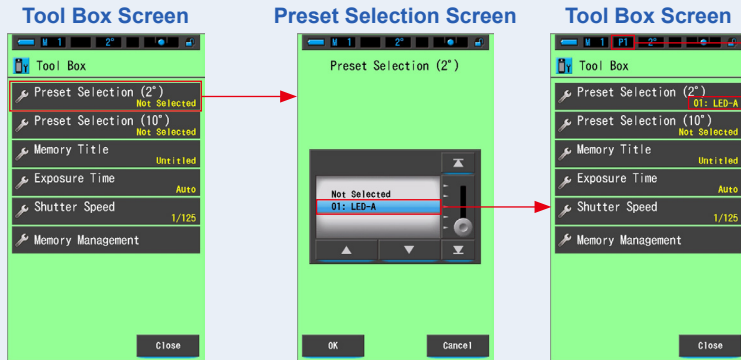 Tool Box Screen
M 1 2°
Tool Box
Preset Selection (2°)
Not Selected
Preset Selection (10°)
Not Selected
Memory Title
Untitled
Exposure Time
Auto
Shutter Speed
1/125
Memory Management
Close
Preset Selection Screen
M 1 2°
Preset Selection (2°)
Not Selected
01: LED-A
OK Cancel
Tool Box Screen
M 1 P1 2°
Tool Box
Preset Selection (2°)
01: LED-A
Preset Selection (10°)
Not Selected
Memory Title
Untitled
Exposure Time
Auto
Shutter Speed
1/125
Memory Management
Close